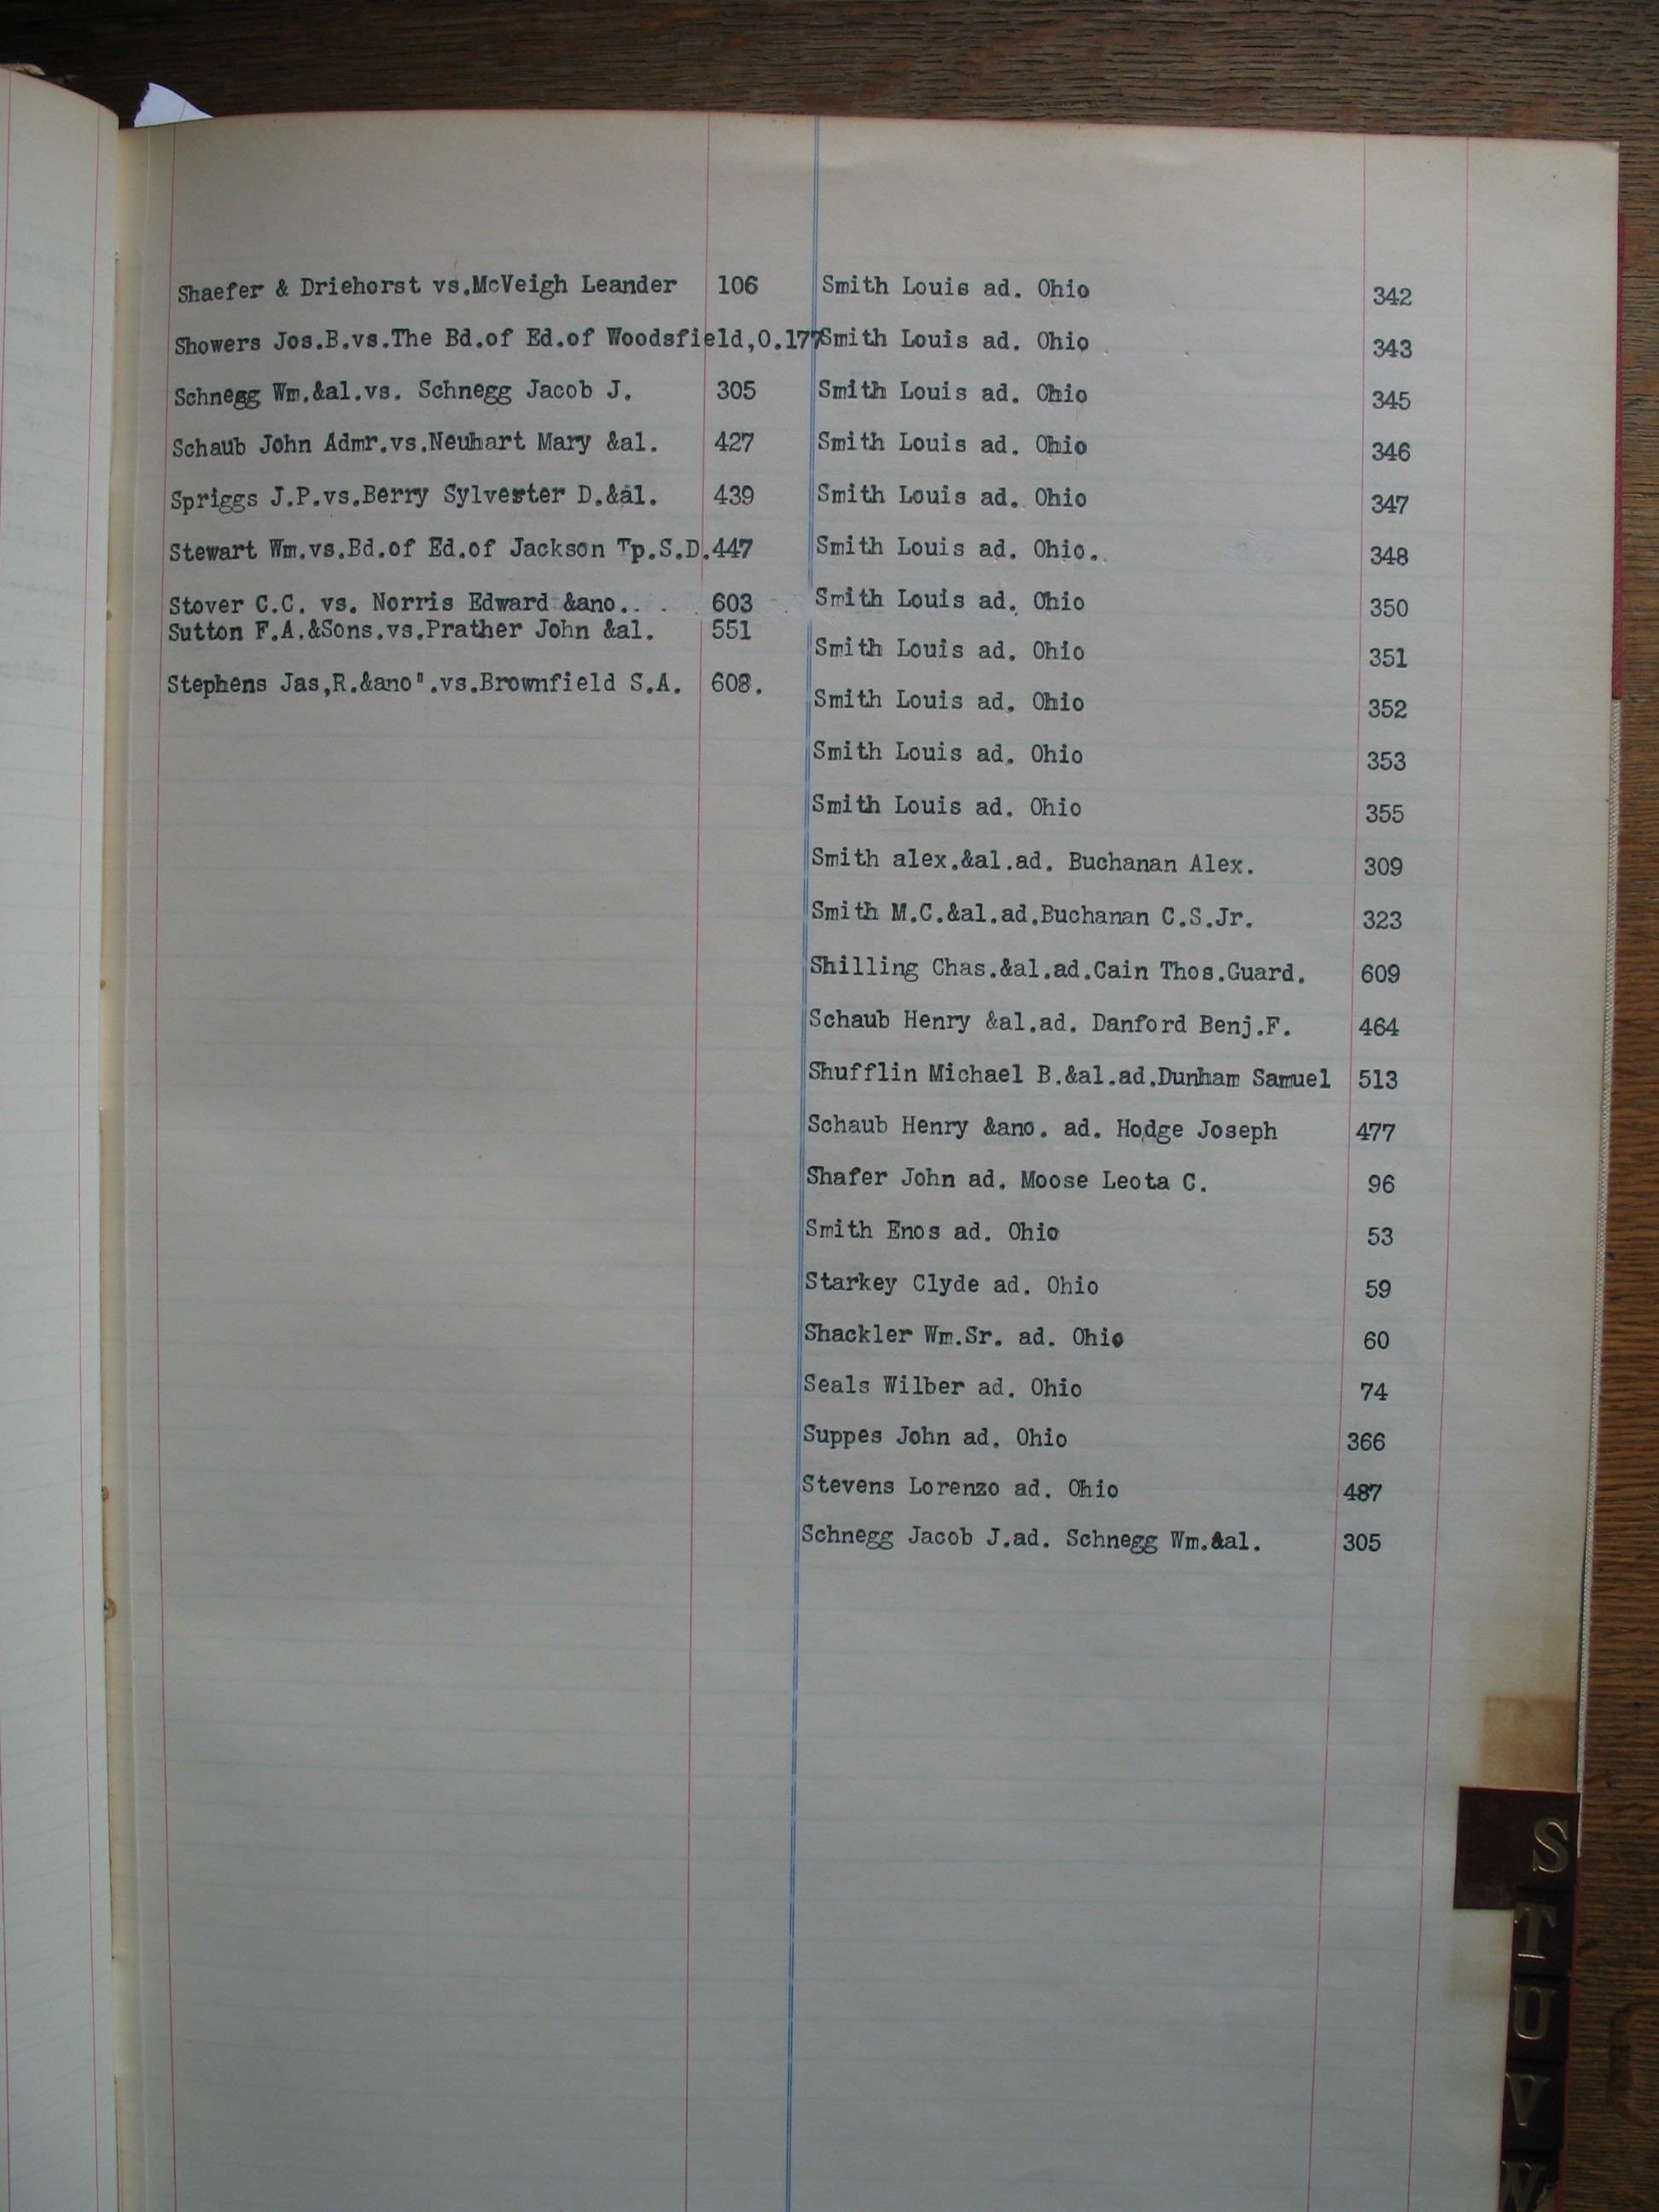 Shaefer & Driehorst vs.McVeigh Leander 106
Showers Jos.B.vs.The Bd.of Ed.of Woodsfield,O.177
Schnegg Wm.&al.vs. Schnegg Jacob J. 305
Schaub John Admr.vs.Neuhart Mary &al. 427
Spriggs J.P.vs.Berry Sylvester D.&al. 439
Stewart Wm.vs.Bd.of Ed.of Jackson Tp.S.D.447
Stover C.C. vs. Norris Edward &ano.. . 603
Sutton F.A.&Sons.vs.Prather John &al. 551
Stephens Jas,R.&ano".vs.Brownfield S.A. 608.
Smith Louis ad. Ohio 342
Smith Louis ad. Ohio 343
Smith Louis ad. Ohio 345
Smith Louis ad. Ohio 346
Smith Louis ad. Ohio 347
Smith Louis ad. Ohio. 348
Smith Louis ad. Ohio 350
Smith Louis ad. Ohio 351
Smith Louis ad. Ohio 352
Smith Louis ad. Ohio 353
Smith Louis ad. Ohio 355
Smith alex.&al.ad. Buchanan Alex. 309
Smith M.C.&al.ad.Buchanan C.S.Jr. 323
Shilling Chas.&al.ad.Cain Thos.Guard. 609
Schaub Henry &al.ad. Danford Benj.F. 464
Shufflin Michael B.&al.ad.Dunham Samuel 513
Schaub Henry &ano. ad. Hodge Joseph 477
Shafer John ad. Moose Leota C. 96
Smith Enos ad. Ohio 53
Starkey Clyde ad. Ohio 59
Shackler Wm.Sr. ad. Ohio 60
Seals Wilber ad. Ohio 74
Suppes John ad. Ohio 366
Stevens Lorenzo ad. Ohio 487
Schnegg Jacob J.ad. Schnegg Wm.&al. 305
S
T
U
V
W